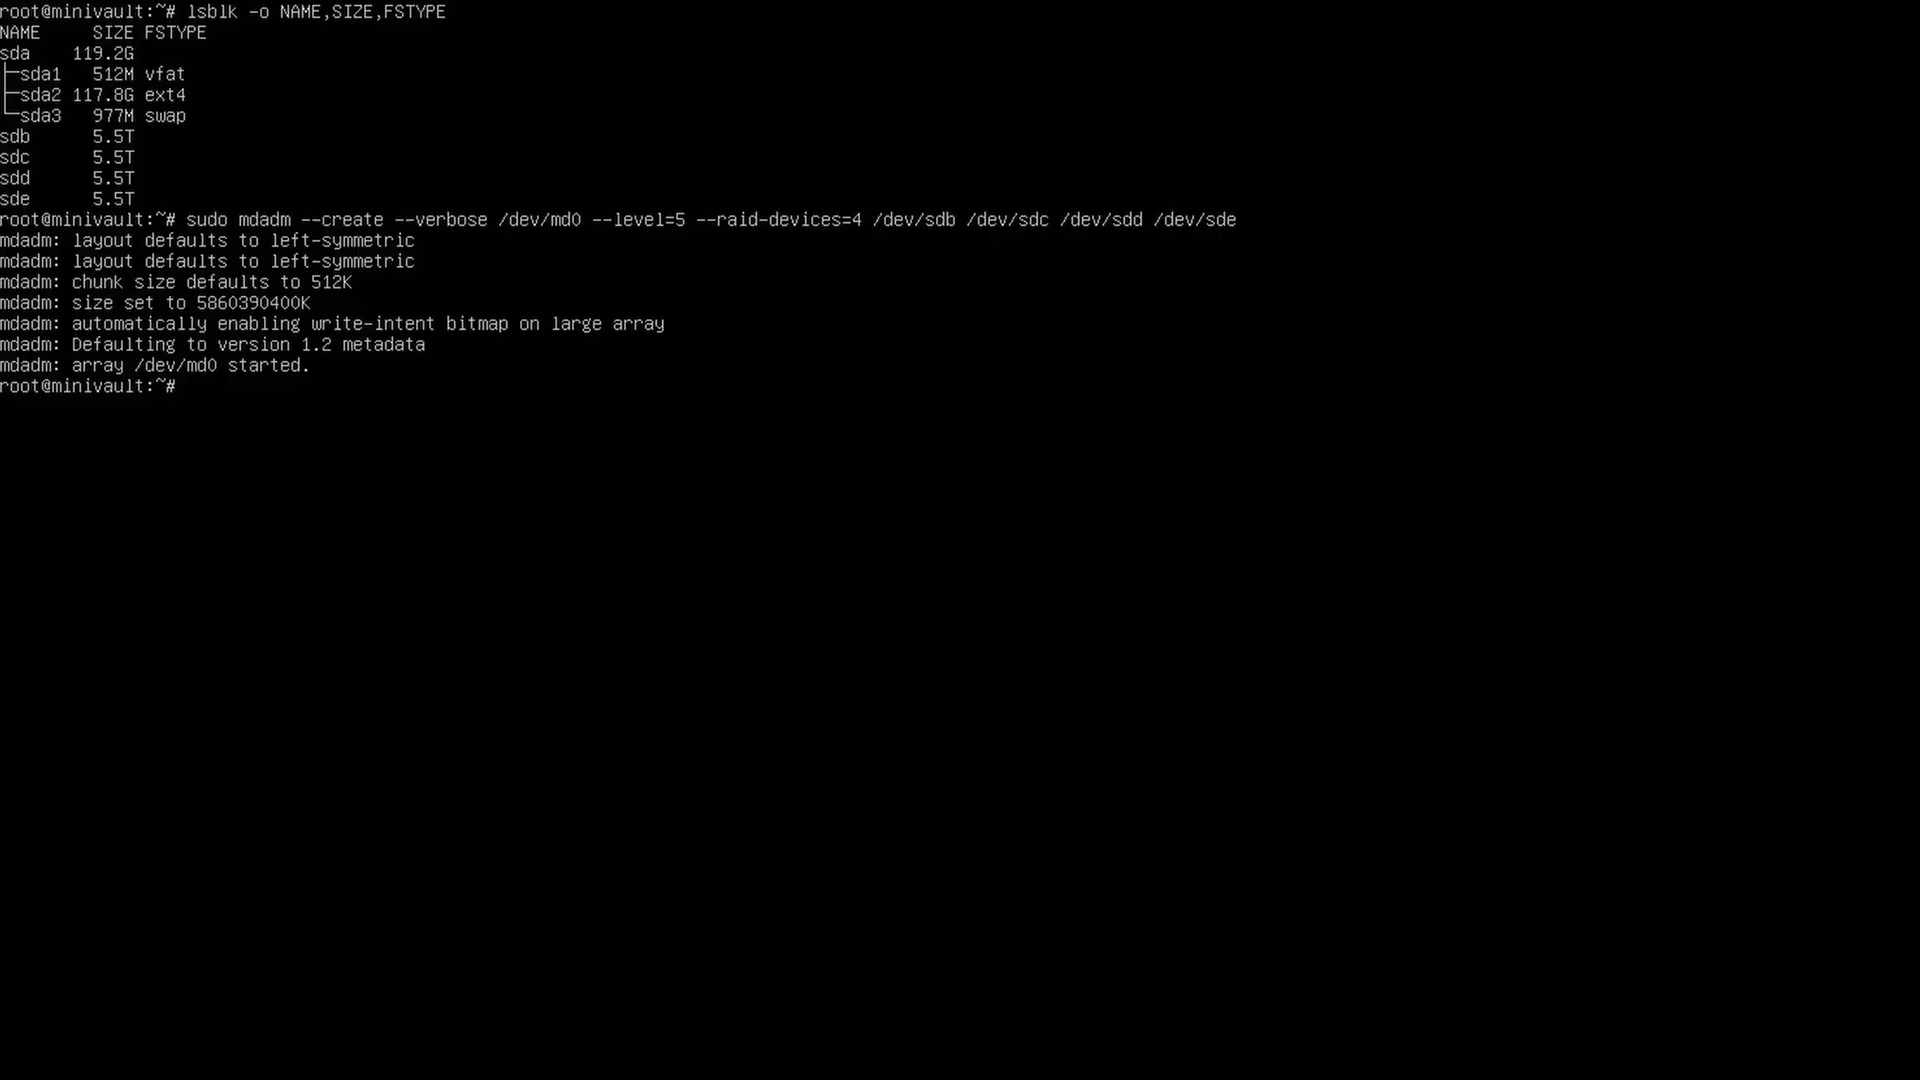 root@minivault:~# lsblk -o NAME,SIZE,FSTYPE
NAME     SIZE FSTYPE
sda    119.2G
├─sda1   512M vfat
├─sda2 117.8G ext4
└─sda3   977M swap
sdb      5.5T
sdc      5.5T
sdd      5.5T
sde      5.5T
root@minivault:~# sudo mdadm --create --verbose /dev/md0 --level=5 --raid-devices=4 /dev/sdb /dev/sdc /dev/sdd /dev/sde
mdadm: layout defaults to left-symmetric
mdadm: layout defaults to left-symmetric
mdadm: chunk size defaults to 512K
mdadm: size set to 5860390400K
mdadm: automatically enabling write-intent bitmap on large array
mdadm: Defaulting to version 1.2 metadata
mdadm: array /dev/md0 started.
root@minivault:~#